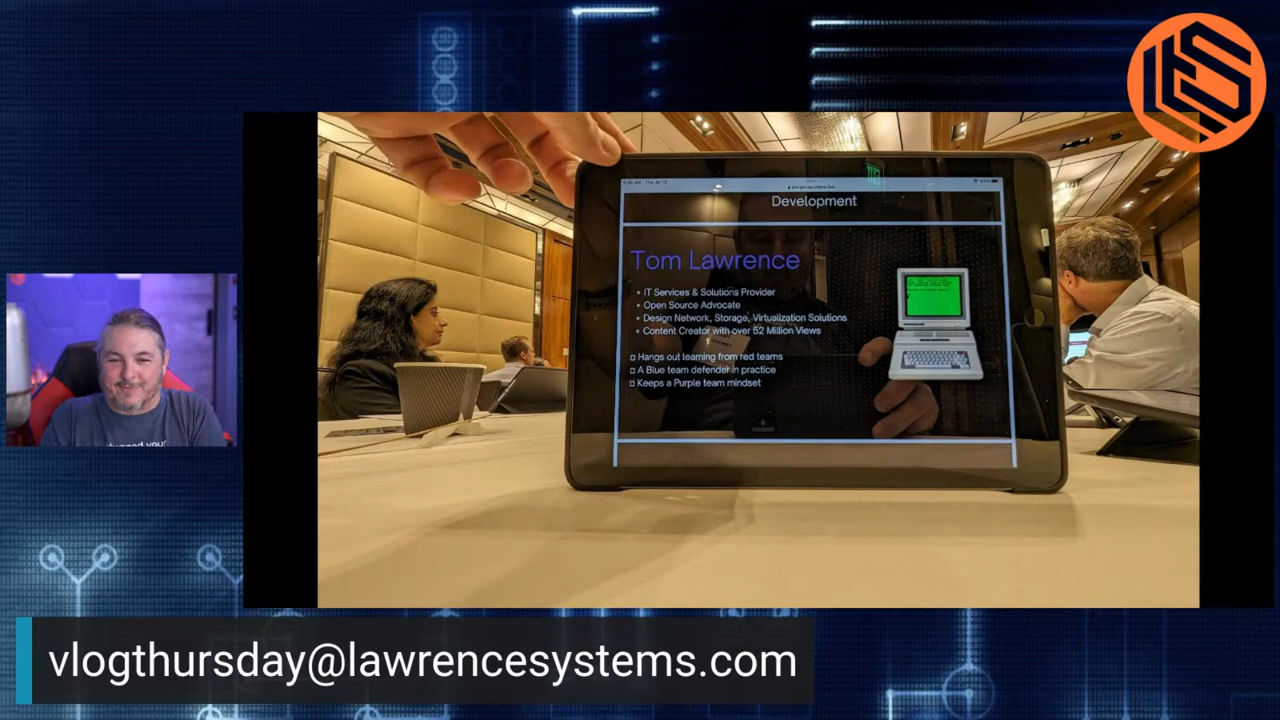 Development
Tom Lawrence
• IT Services & Solutions Provider
• Open Source Advocate
• Design Network, Storage, Virtualization Solutions
• Content Creator with over 52 Million Views
Hangs out learning from red teams
A Blue team defender in practice
Keeps a Purple team mindset
vlogthursday@lawrencesystems.com